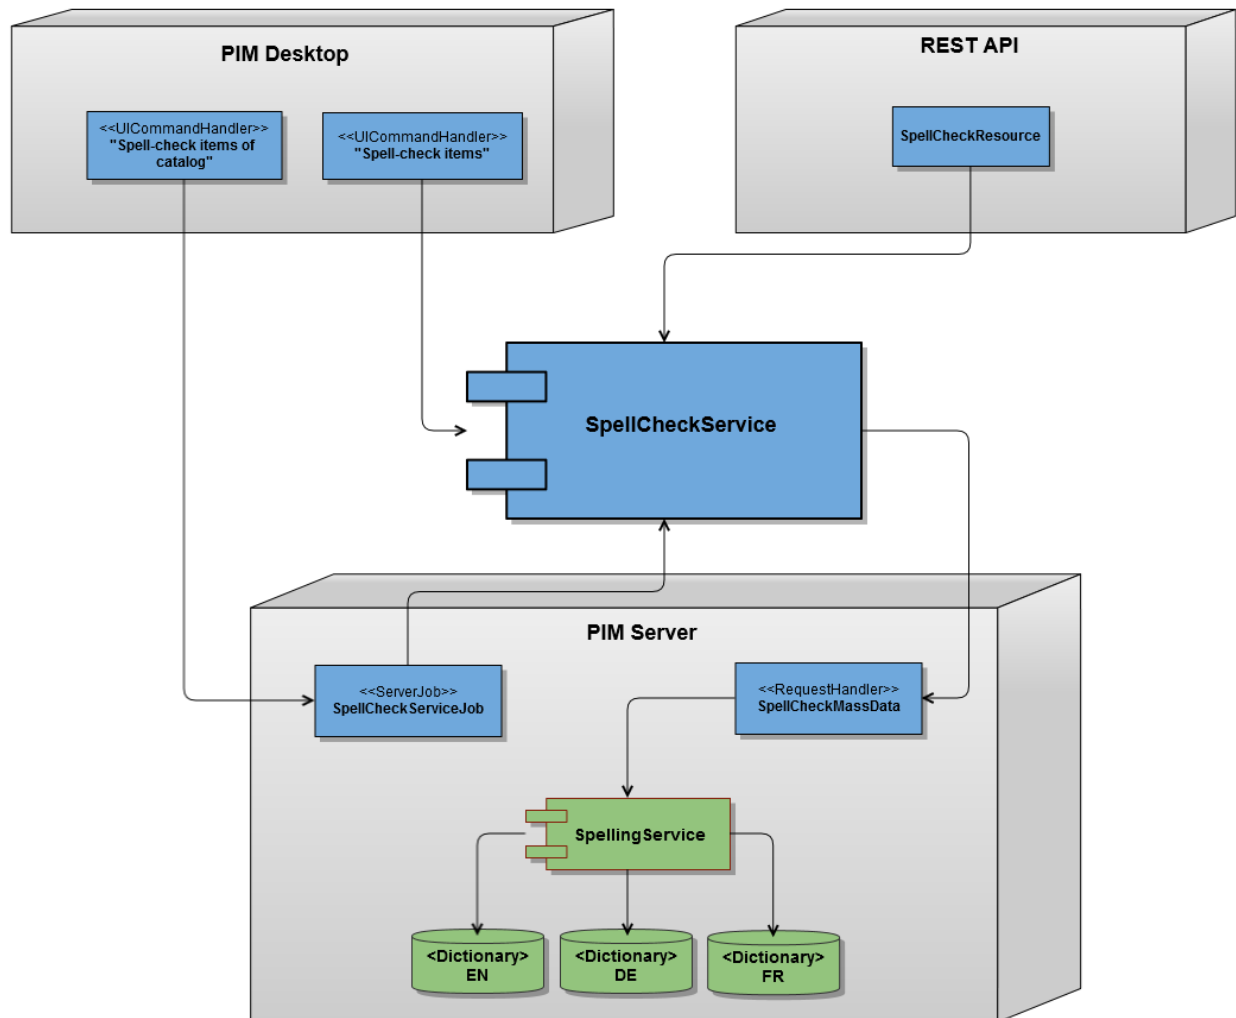 PIM Desktop
<<UICommandHandler>>
"Spell-check items of
catalog"
<<UICommandHandler>>
"Spell-check items"
REST API
SpellCheckResource
SpellCheckService
PIM Server
<<ServerJob>>
SpellCheckServiceJob
<<RequestHandler>>
SpellCheckMassData
SpellingService
<Dictionary>
EN
<Dictionary>
DE
<Dictionary>
FR